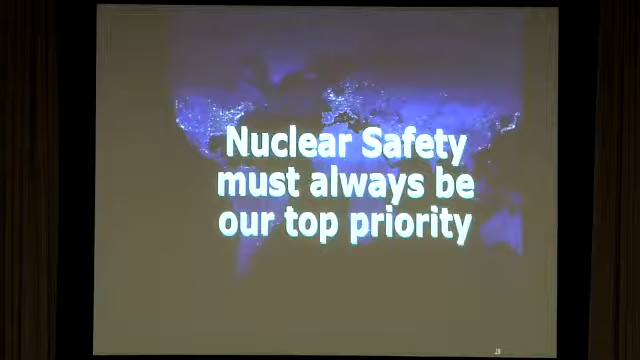 Nuclear Safety
must always be
our top priority